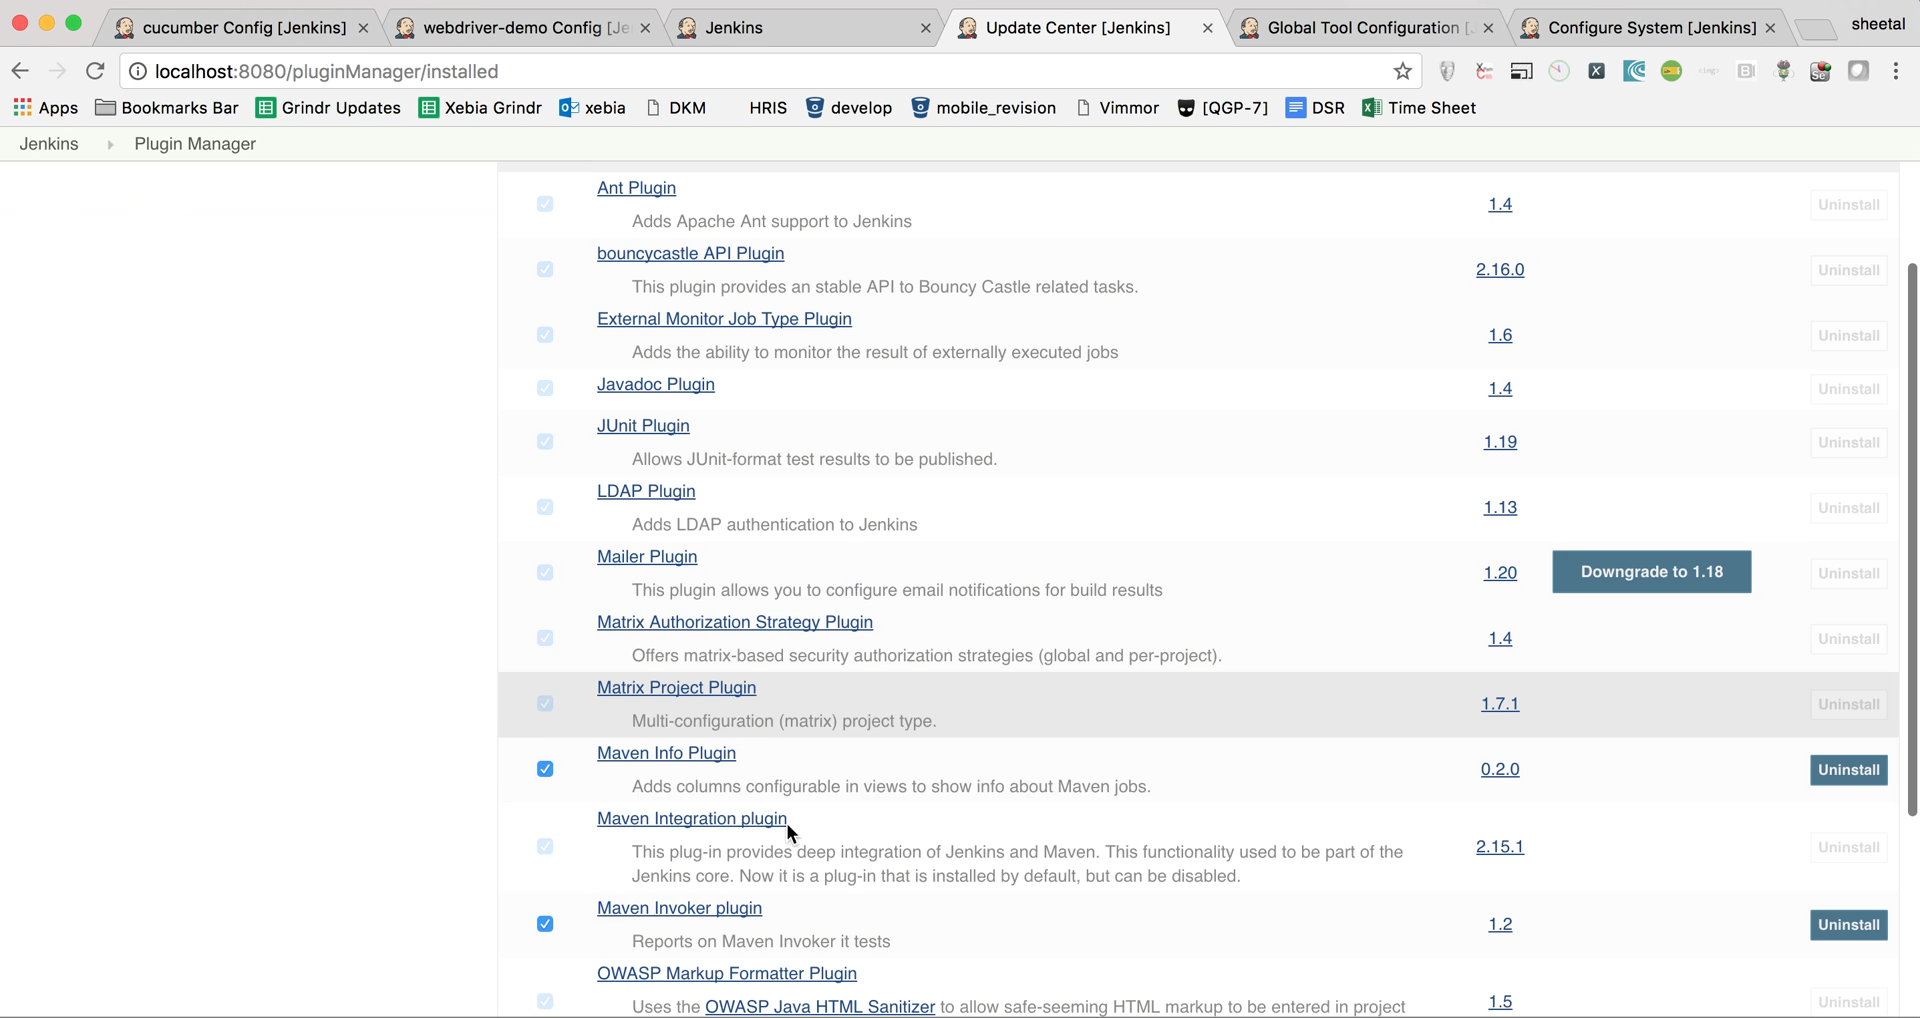 cucumber Config [Jenkins]
webdriver-demo Config [Je
Jenkins
Update Center [Jenkins]
Global Tool Configuration [
Configure System [Jenkins]
sheetal
localhost:8080/pluginManager/installed
Apps
Bookmarks Bar
Grindr Updates
Xebia Grindr
xebia
DKM
HRIS
develop
mobile_revision
Vimmor
[QGP-7]
DSR
Time Sheet
Jenkins
Plugin Manager
Ant Plugin
Adds Apache Ant support to Jenkins
1.4
Uninstall
bouncycastle API Plugin
This plugin provides an stable API to Bouncy Castle related tasks.
2.16.0
Uninstall
External Monitor Job Type Plugin
Adds the ability to monitor the result of externally executed jobs
1.6
Uninstall
Javadoc Plugin
1.4
Uninstall
JUnit Plugin
Allows JUnit-format test results to be published.
1.19
Uninstall
LDAP Plugin
Adds LDAP authentication to Jenkins
1.13
Uninstall
Mailer Plugin
This plugin allows you to configure email notifications for build results
1.20
Downgrade to 1.18
Uninstall
Matrix Authorization Strategy Plugin
Offers matrix-based security authorization strategies (global and per-project).
1.4
Uninstall
Matrix Project Plugin
Multi-configuration (matrix) project type.
1.7.1
Uninstall
Maven Info Plugin
Adds columns configurable in views to show info about Maven jobs.
0.2.0
Uninstall
Maven Integration plugin
This plug-in provides deep integration of Jenkins and Maven. This functionality used to be part of the
Jenkins core. Now it is a plug-in that is installed by default, but can be disabled.
2.15.1
Uninstall
Maven Invoker plugin
Reports on Maven Invoker it tests
1.2
Uninstall
OWASP Markup Formatter Plugin
Uses the OWASP Java HTML Sanitizer to allow safe-seeming HTML markup to be entered in project
1.5
Uninstall